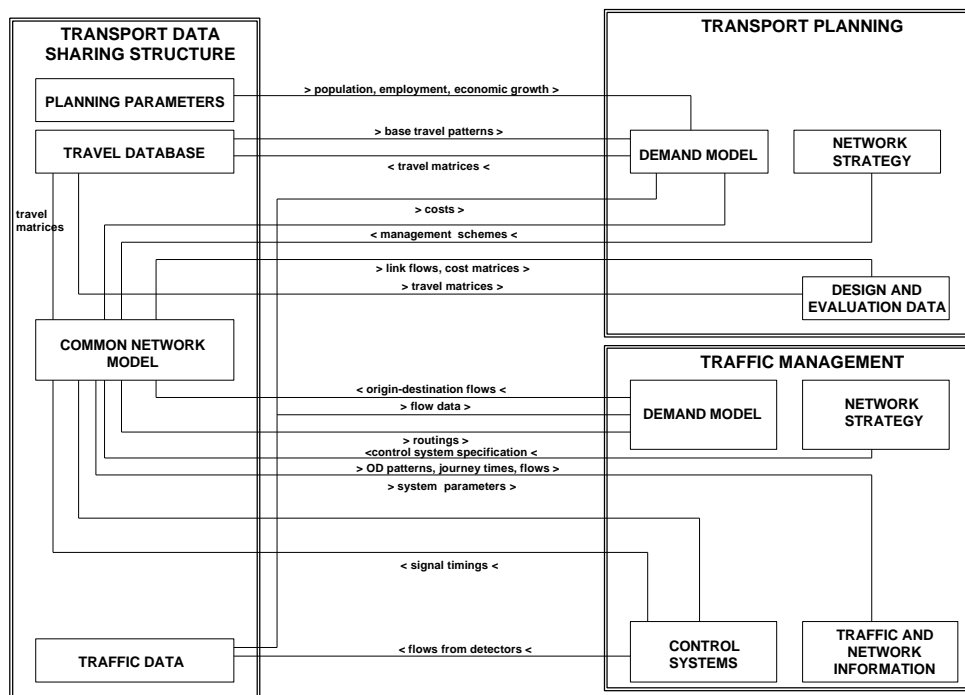 TRANSPORT DATA
SHARING STRUCTURE
TRANSPORT PLANNING
PLANNING PARAMETERS
> population, employment, economic growth >
TRAVEL DATABASE
> base travel patterns >
< travel matrices <
DEMAND MODEL
NETWORK
STRATEGY
travel
matrices
> costs >
< management schemes <
> link flows, cost matrices >
> travel matrices >
DESIGN AND
EVALUATION DATA
COMMON NETWORK
MODEL
TRAFFIC MANAGEMENT
< origin-destination flows <
> flow data >
DEMAND MODEL
NETWORK
STRATEGY
> routings >
<control system specification <
> OD patterns, journey times, flows >
> system parameters >
< signal timings <
TRAFFIC DATA
< flows from detectors <
CONTROL
SYSTEMS
TRAFFIC AND
NETWORK
INFORMATION